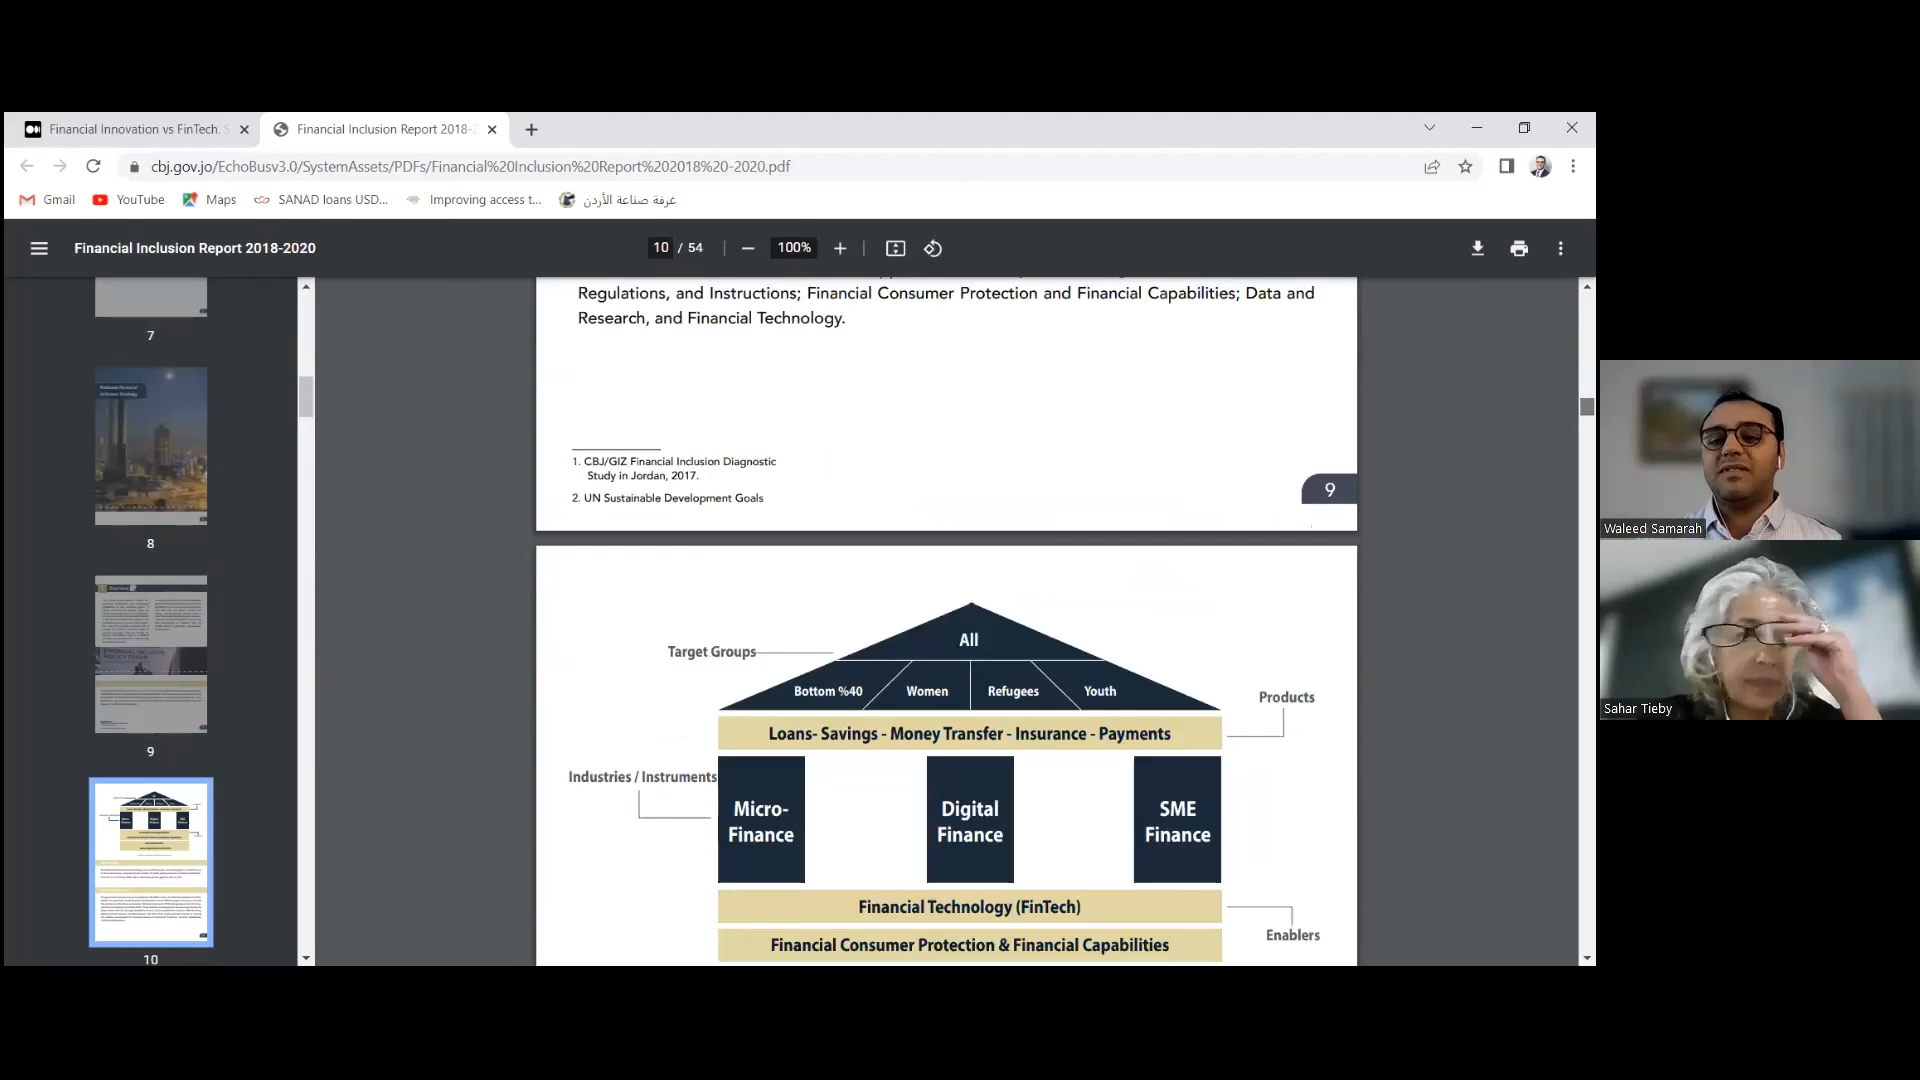 Financial Innovation vs FinTech. S
Financial Inclusion Report 2018-2
cbj.gov.jo/EchoBusv3.0/SystemAssets/PDFs/Financial%20Inclusion%20Report%202018%20-2020.pdf
Gmail
YouTube
Maps
SANAD loans USD...
Improving access t...
غرفة صناعة الأردن
Financial Inclusion Report 2018-2020
10 / 54
100%
7
National Financial
Inclusion Strategy
8
9
10
Regulations, and Instructions; Financial Consumer Protection and Financial Capabilities; Data and
Research, and Financial Technology.
1. CBJ/GIZ Financial Inclusion Diagnostic
Study in Jordan, 2017.
2. UN Sustainable Development Goals
9
All
Target Groups
Bottom %40
Women
Refugees
Youth
Products
Loans- Savings - Money Transfer - Insurance - Payments
Industries / Instruments
Micro-
Finance
Digital
Finance
SME
Finance
Financial Technology (FinTech)
Enablers
Financial Consumer Protection & Financial Capabilities
Waleed Samarah
Sahar Tieby